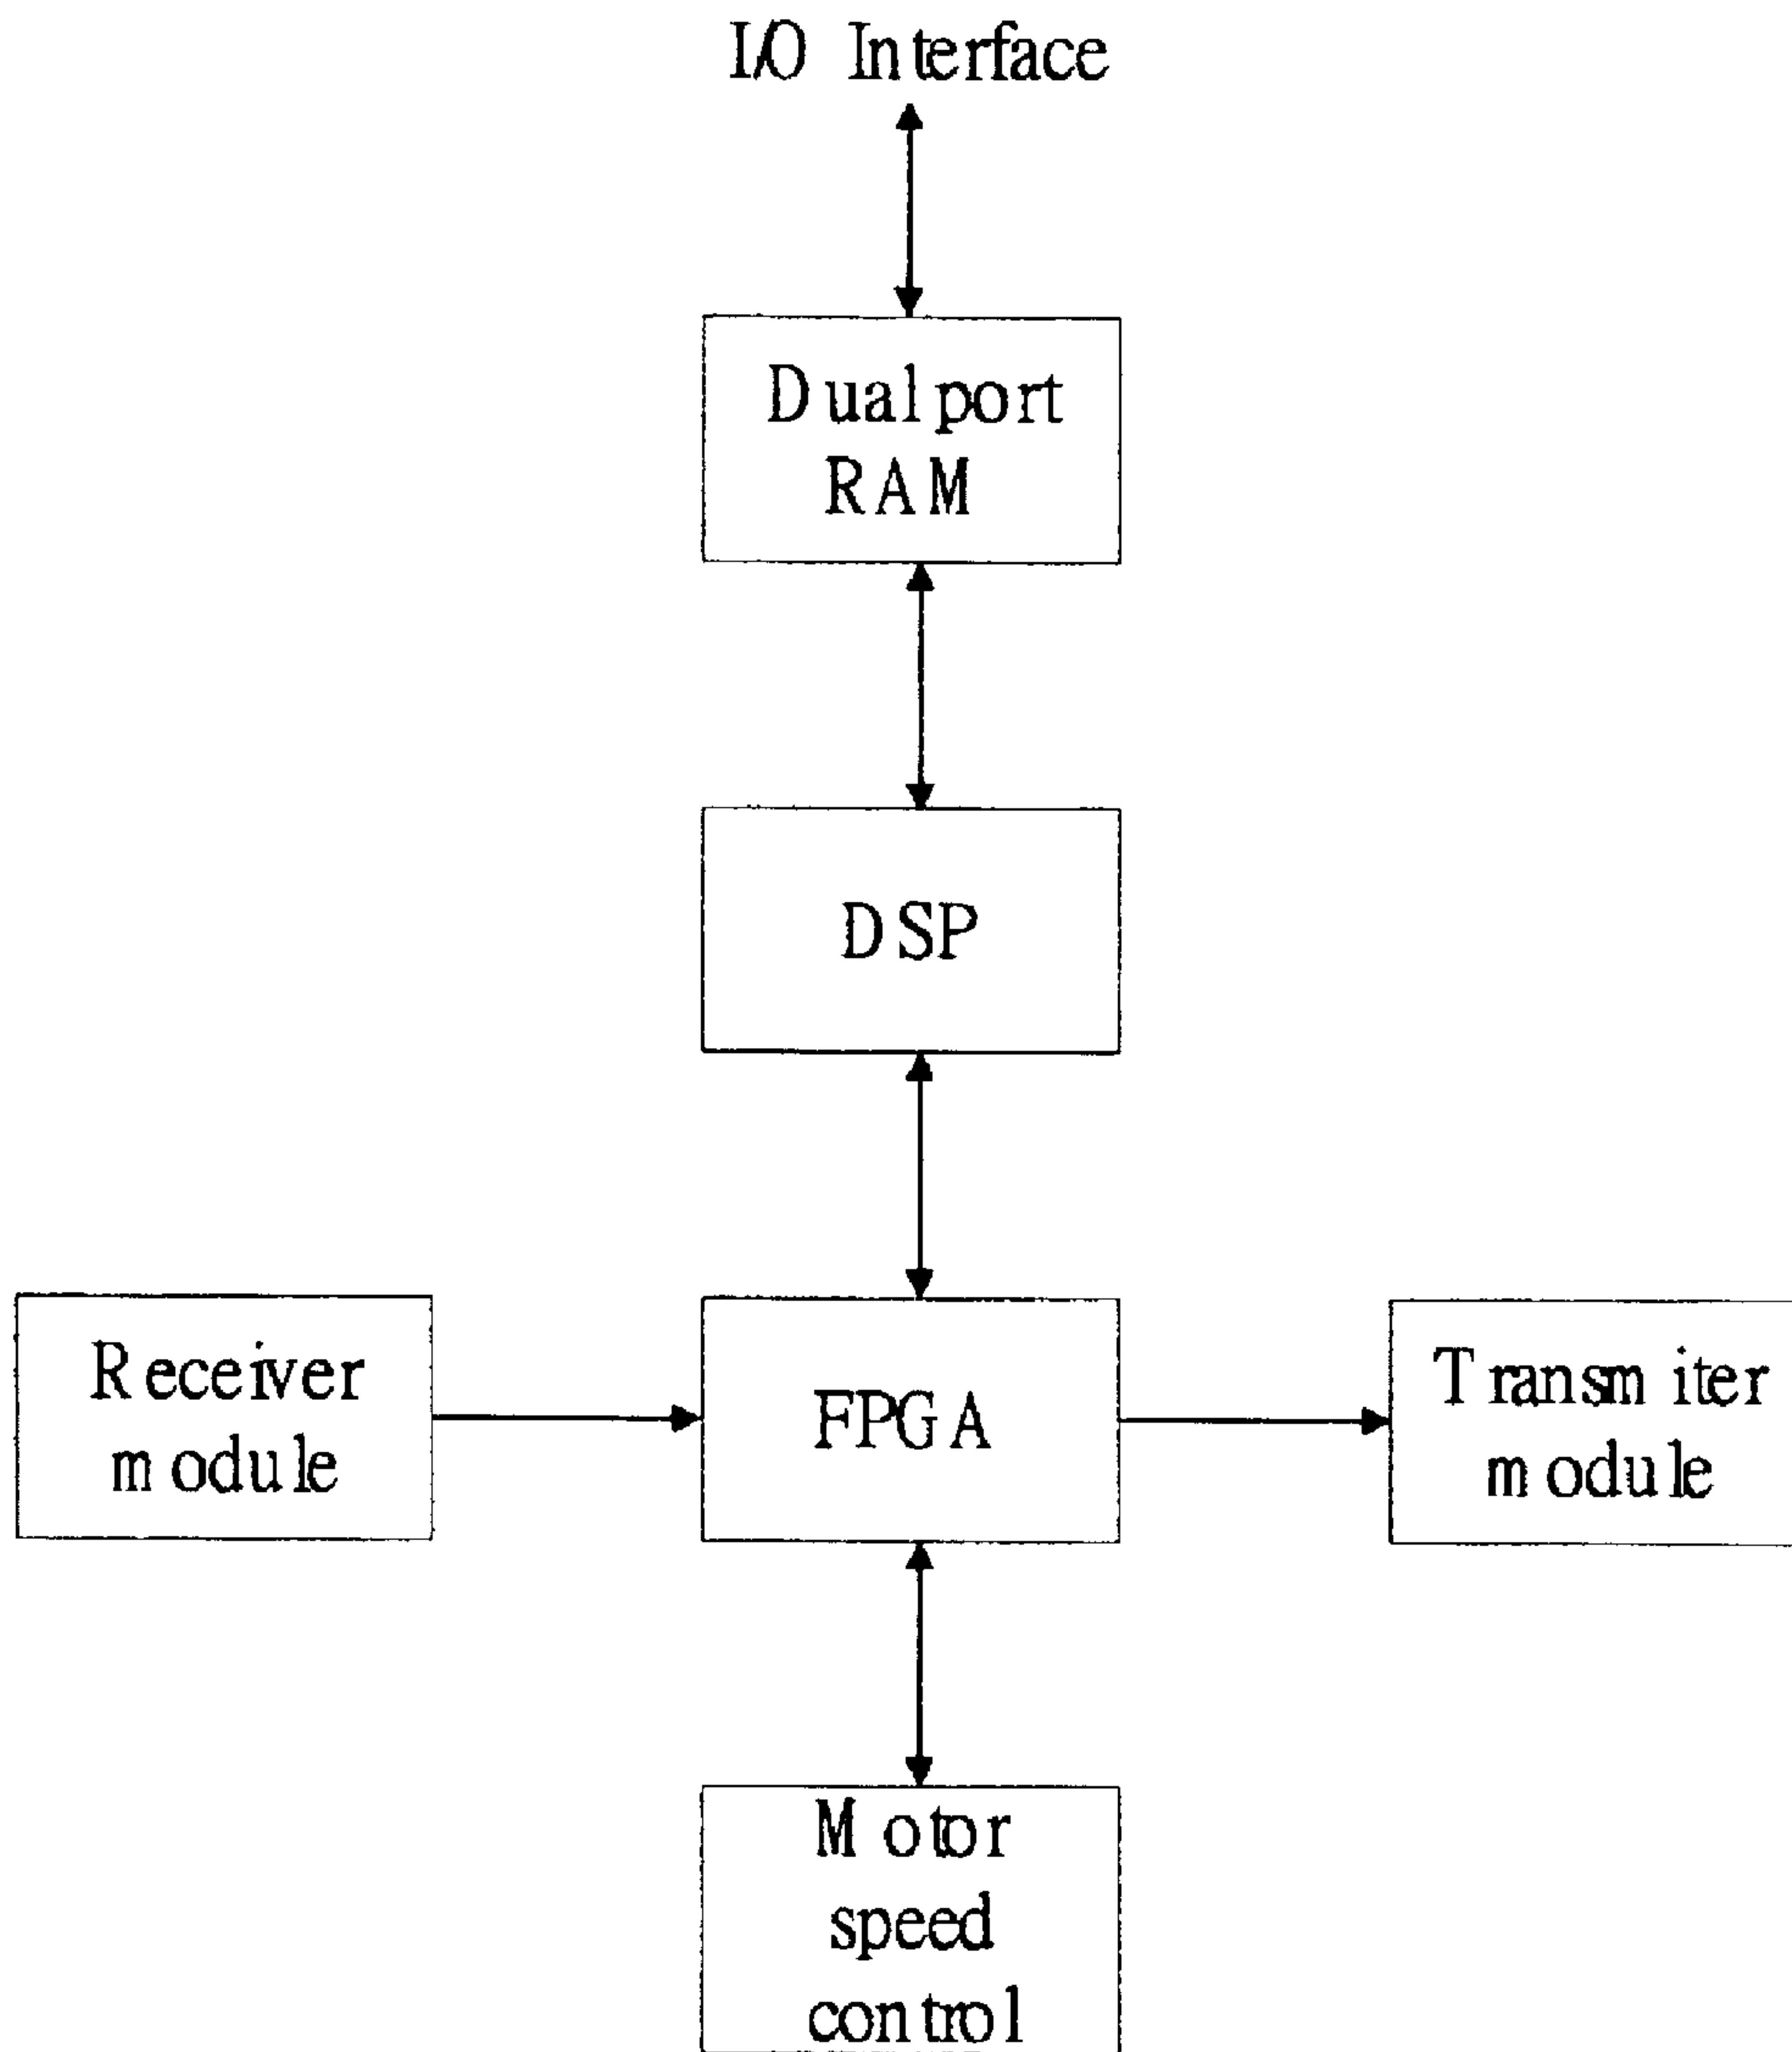 I/O Interface
Dualport
RAM
DSP
Receiver
module
FPGA
Transmiter
module
Motor
speed
control